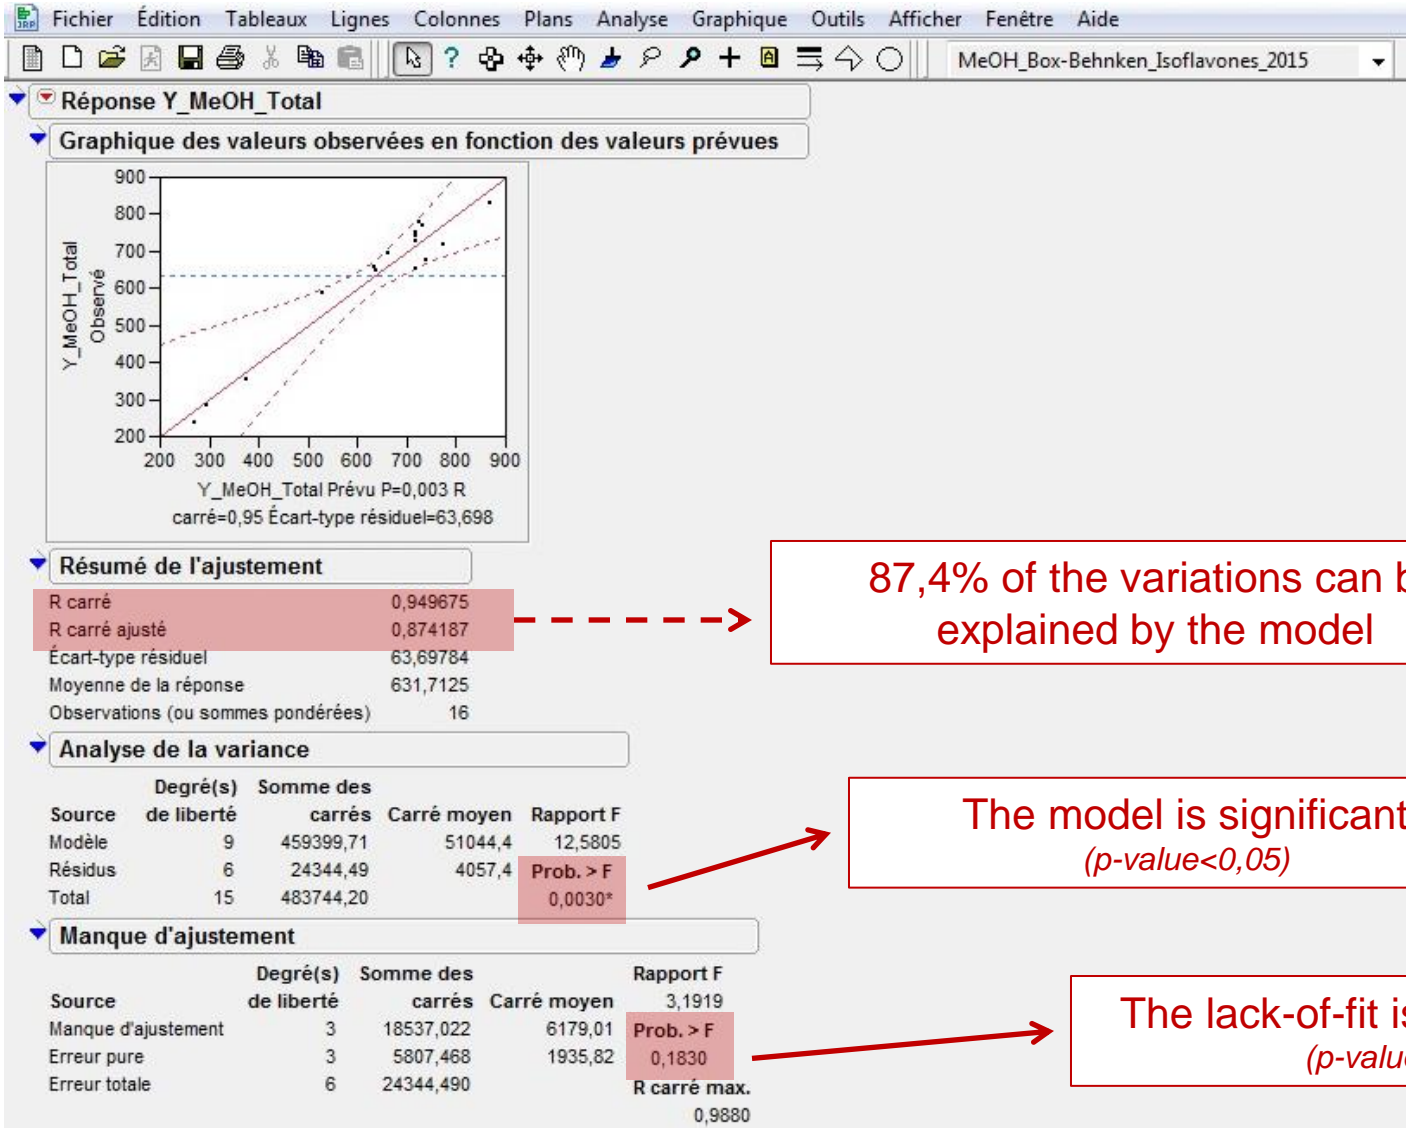 Fichier Édition Tableaux Lignes Colonnes Plans Analyse Graphique Outils Afficher Fenêtre Aide
MeOH_Box-Behnken_Isoflavones_2015
Réponse Y_MeOH_Total
Graphique des valeurs observées en fonction des valeurs prévues
900
800
700
600
500
400
300
200
Y_MeOH_Total
Observé
200 300 400 500 600 700 800 900
Y_MeOH_Total Prévu P=0,003 R
carré=0,95 Écart-type résiduel=63,698
Résumé de l'ajustement
R carré 0,949675
R carré ajusté 0,874187
Écart-type résiduel 63,69784
Moyenne de la réponse 631,7125
Observations (ou sommes pondérées) 16
87,4% of the variations can b
explained by the model
Analyse de la variance
Degré(s) Somme des
Source de liberté carrés Carré moyen Rapport F
Modèle 9 459399,71 51044,4 12,5805
Résidus 6 24344,49 4057,4 Prob. > F
Total 15 483744,20 0,0030*
The model is significant
(p-value<0,05)
Manque d'ajustement
Degré(s) Somme des Rapport F
Source de liberté carrés Carré moyen 3,1919
Manque d'ajustement 3 18537,022 6179,01 Prob. > F
Erreur pure 3 5807,468 1935,82 0,1830
Erreur totale 6 24344,490 R carré max.
0,9880
The lack-of-fit is
(p-valu